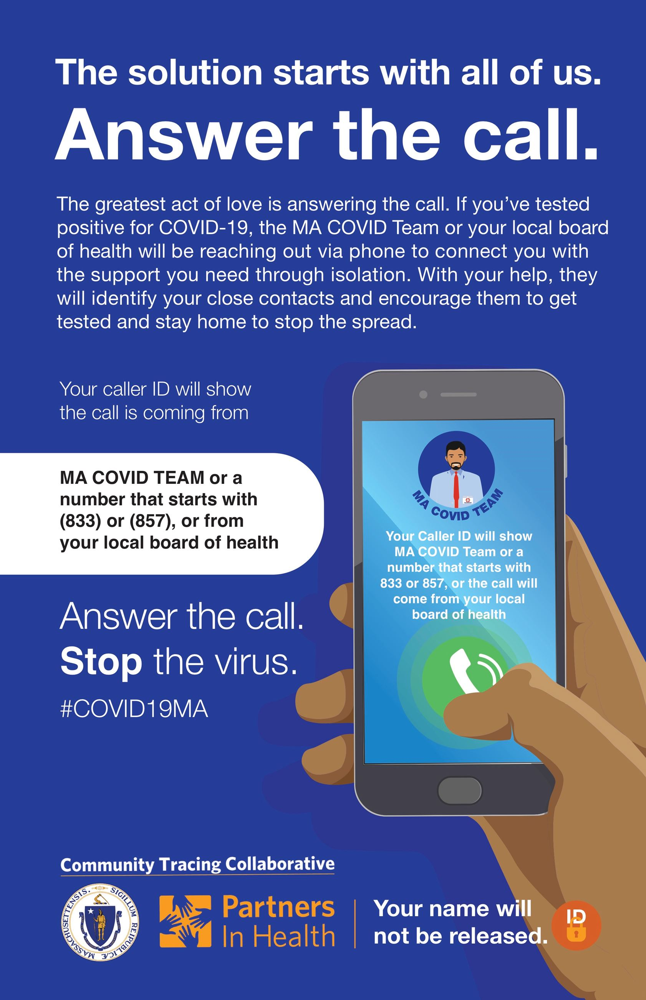 The solution starts with all of us.
Answer the call.
The greatest act of love is answering the call. If you’ve tested
positive for COVID-19, the MA COVID Team or your local board
of health will be reaching out via phone to connect you with
the support you need through isolation. With your help, they
will identify your close contacts and encourage them to get
tested and stay home to stop the spread.
Your caller ID will show
the call is coming from
MA COVID TEAM or a
number that starts with
(833) or (857), or from
your local board of health
Answer the call.
Stop the virus.
#COVID19MA
MA COVID TEAM
Your Caller ID will show
MA COVID Team or a
number that starts with
833 or 857, or the call will
come from your local
board of health
Community Tracing Collaborative
SIGILLUM REIPUBLICÆ MASSACHUSETTENSIS.
Partners
In Health
Your name will
not be released.
ID